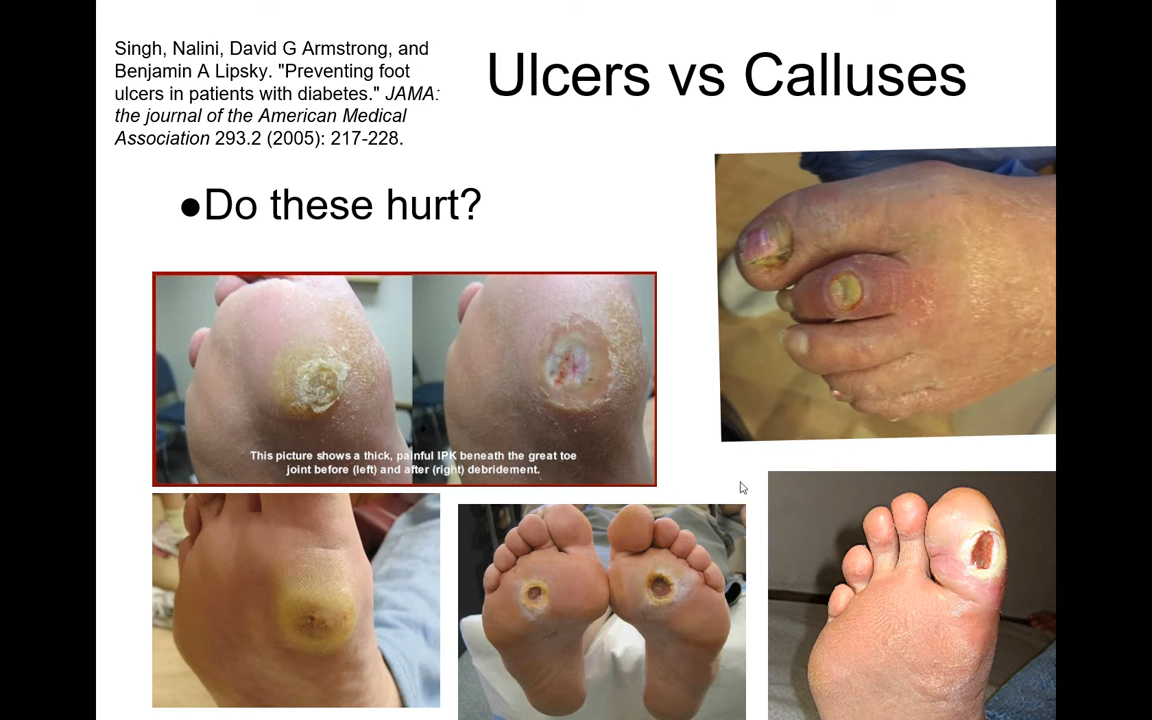 Singh, Nalini, David G Armstrong, and
Benjamin A Lipsky. "Preventing foot
ulcers in patients with diabetes." JAMA:
the journal of the American Medical
Association 293.2 (2005): 217-228.
Ulcers vs Calluses
●Do these hurt?
This picture shows a thick, painful IPK beneath the great toe
joint before (left) and after (right) debridement.